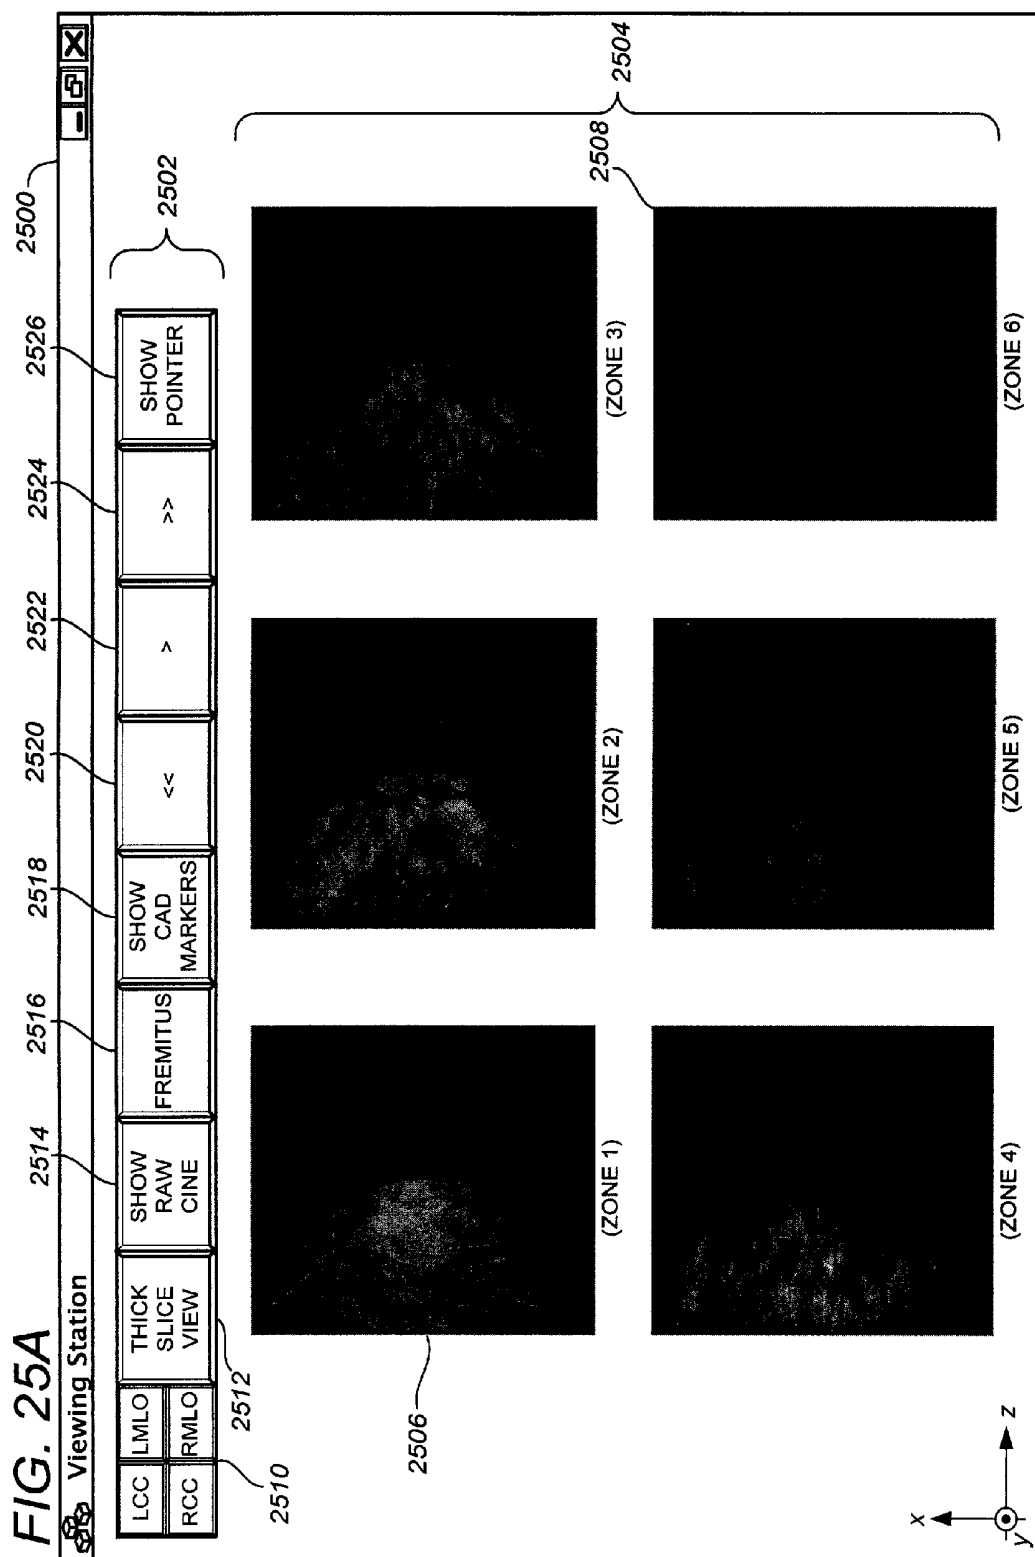 FIG. 25A
2500
Viewing Station
2514
2516
2518
2520
2522
2524
2526
LCC
LMLO
RCC
RMLO
THICK
SLICE
VIEW
SHOW
RAW
CINE
FREMITUS
SHOW
CAD
MARKERS
<<
>
>>
SHOW
POINTER
2502
2510
2512
2506
2508
2504
(ZONE 1)
(ZONE 2)
(ZONE 3)
(ZONE 4)
(ZONE 5)
(ZONE 6)
x
y
z